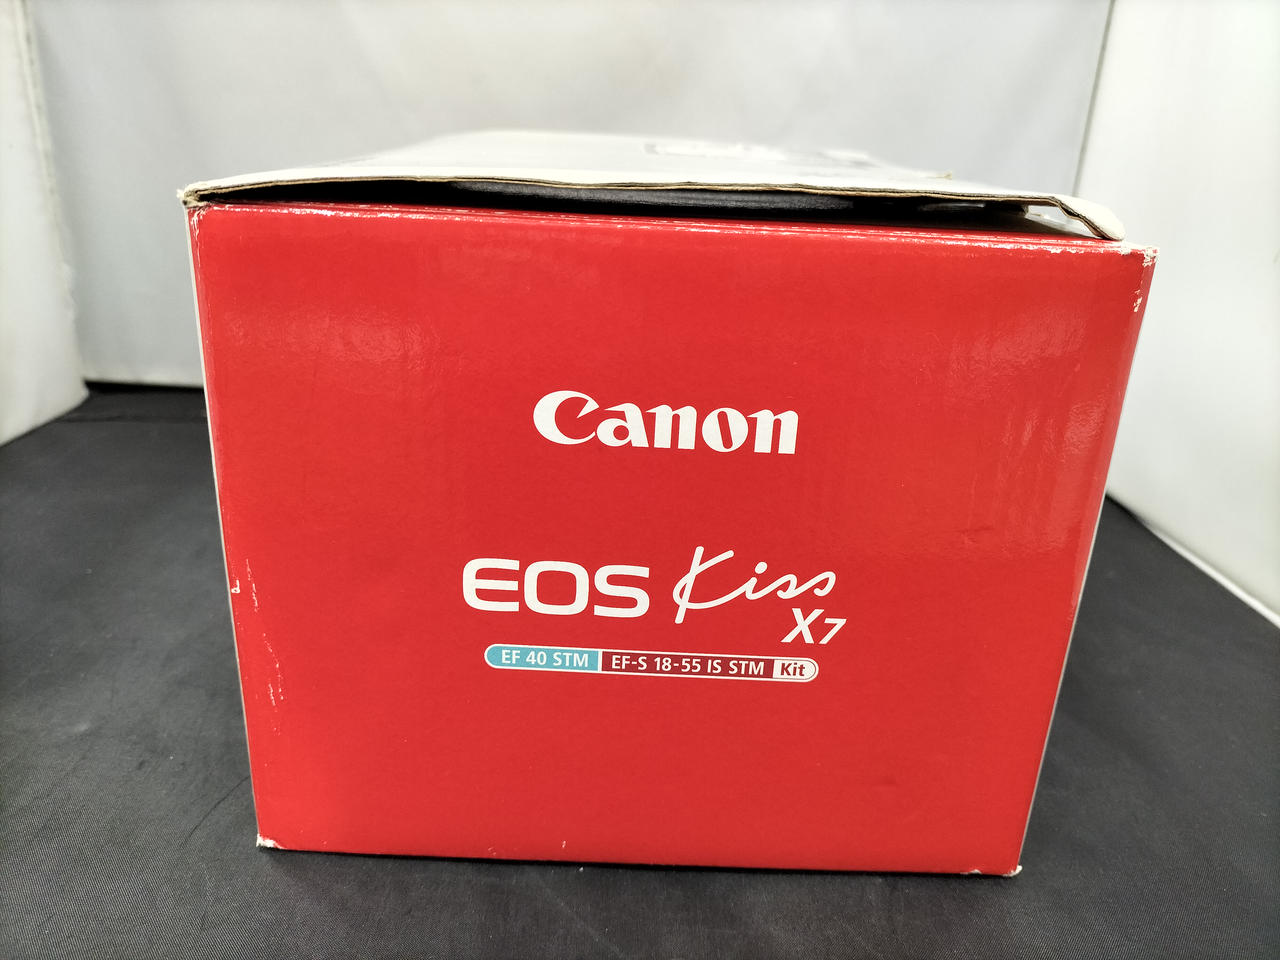 Canon
EOS Kiss
X7
EF 40 STM EF-S 18-55 IS STM Kit